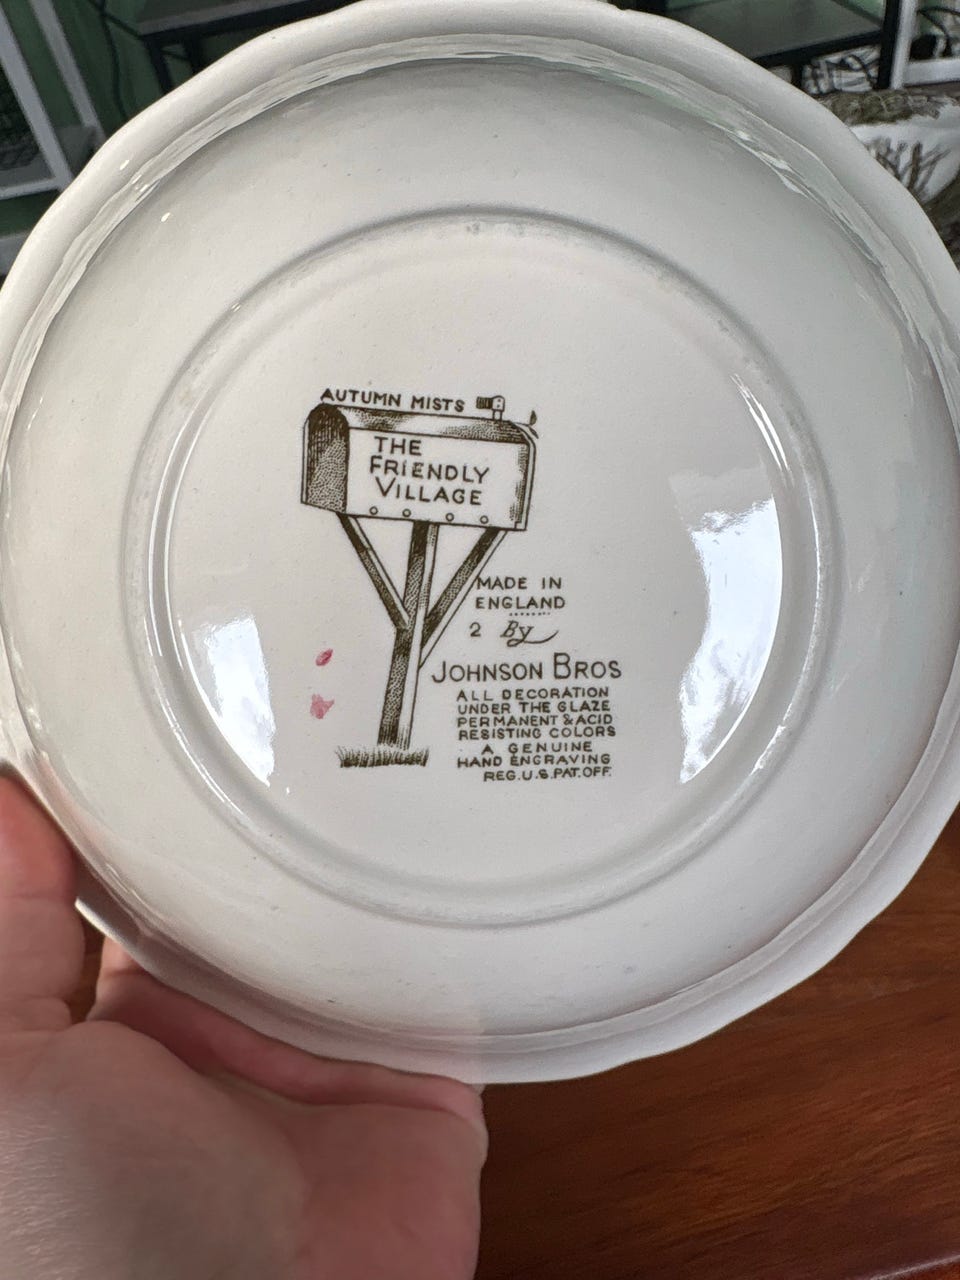 AUTUMN MISTS
THE
FRIENDLY
VILLAGE
MADE IN
ENGLAND
2 By
JOHNSON BROS
ALL DECORATION
UNDER THE GLAZE
PERMANENT & ACID
RESISTING COLORS
A GENUINE
HAND ENGRAVING
REG.U.S.PAT.OFF.